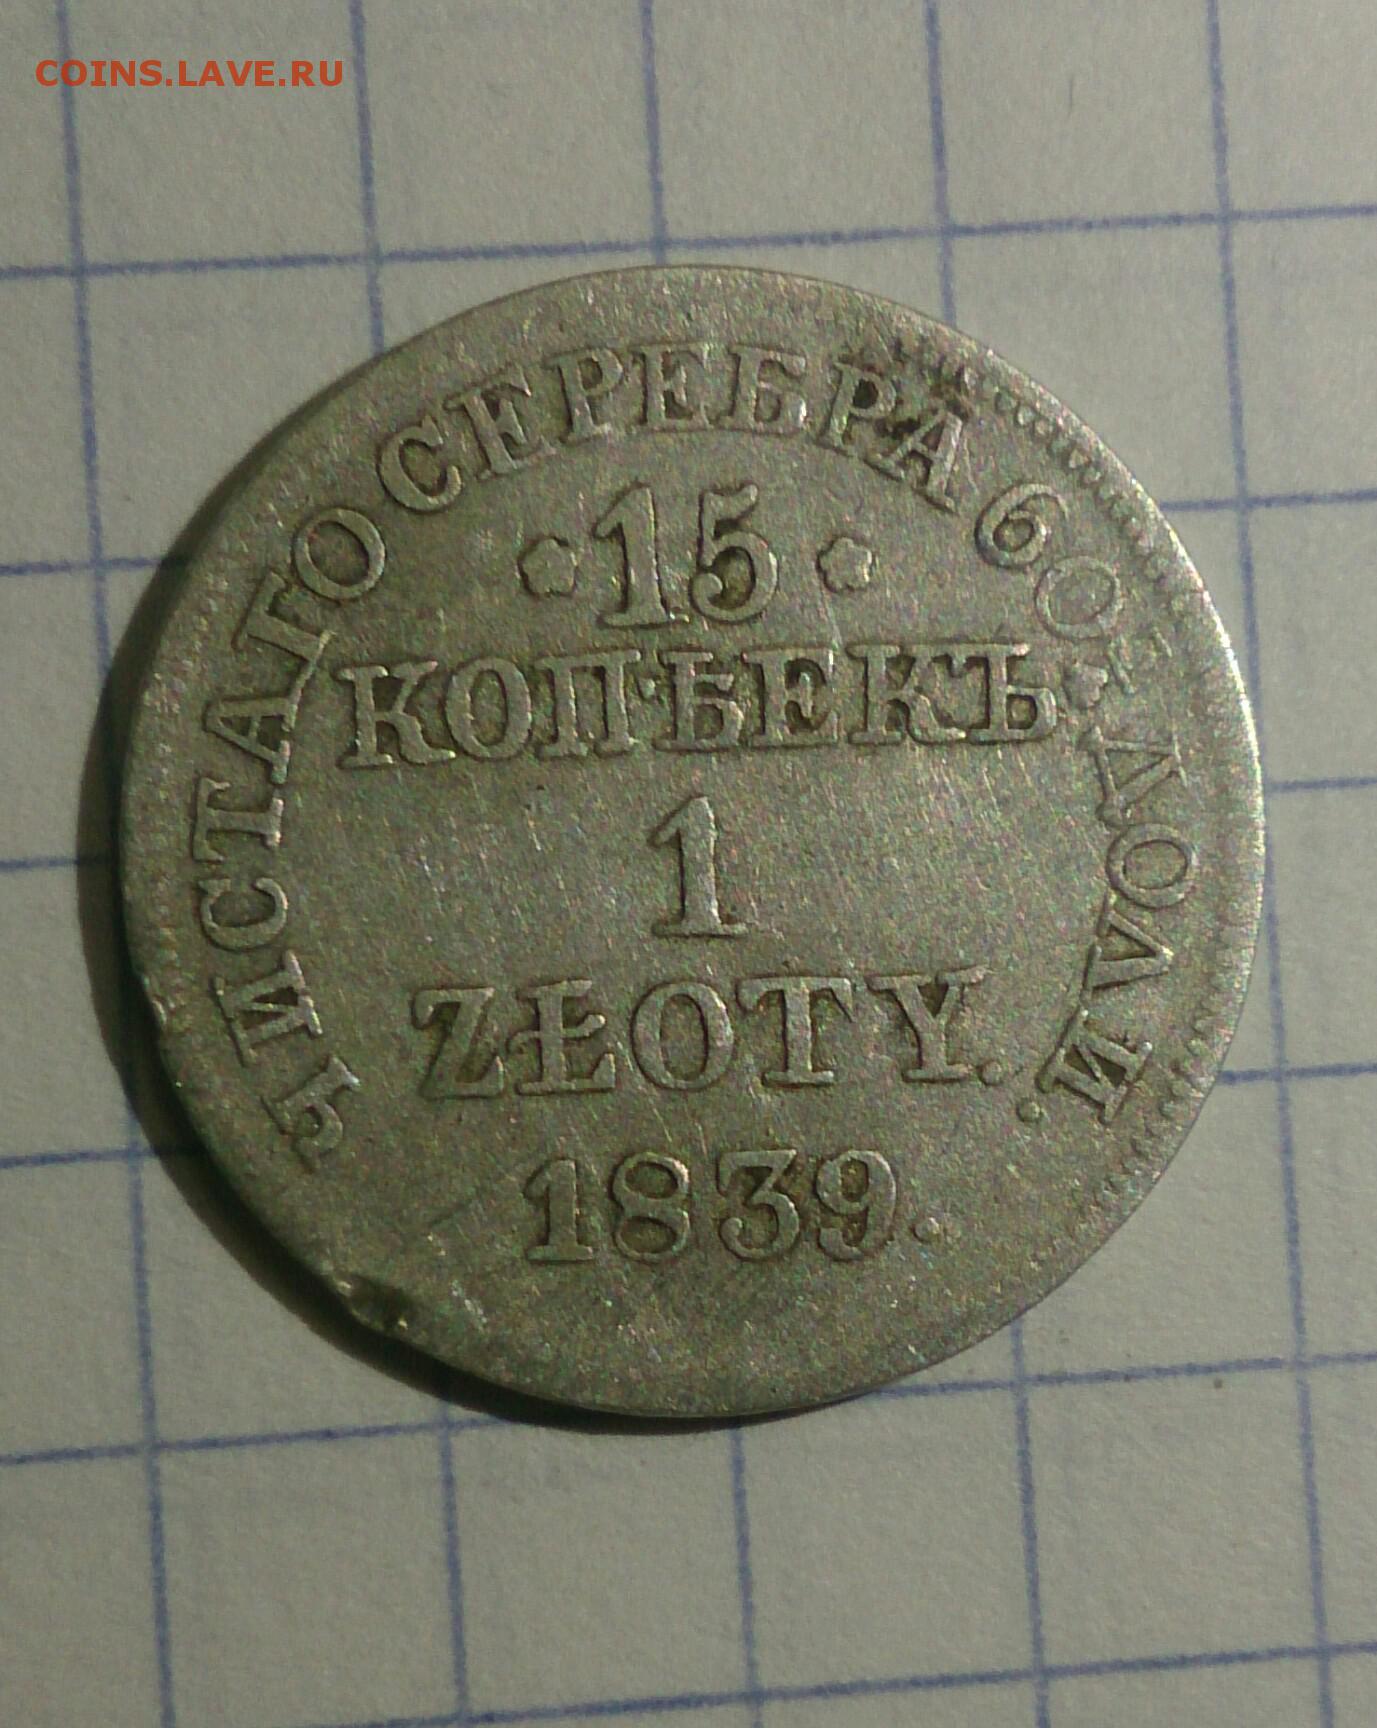 COINS.LAVE.RU
ЧИСТАГО СЕРЕБРА 60 ДОЛИ.
15
КОПѢЕКЪ
1
ZŁOTY.
1839.